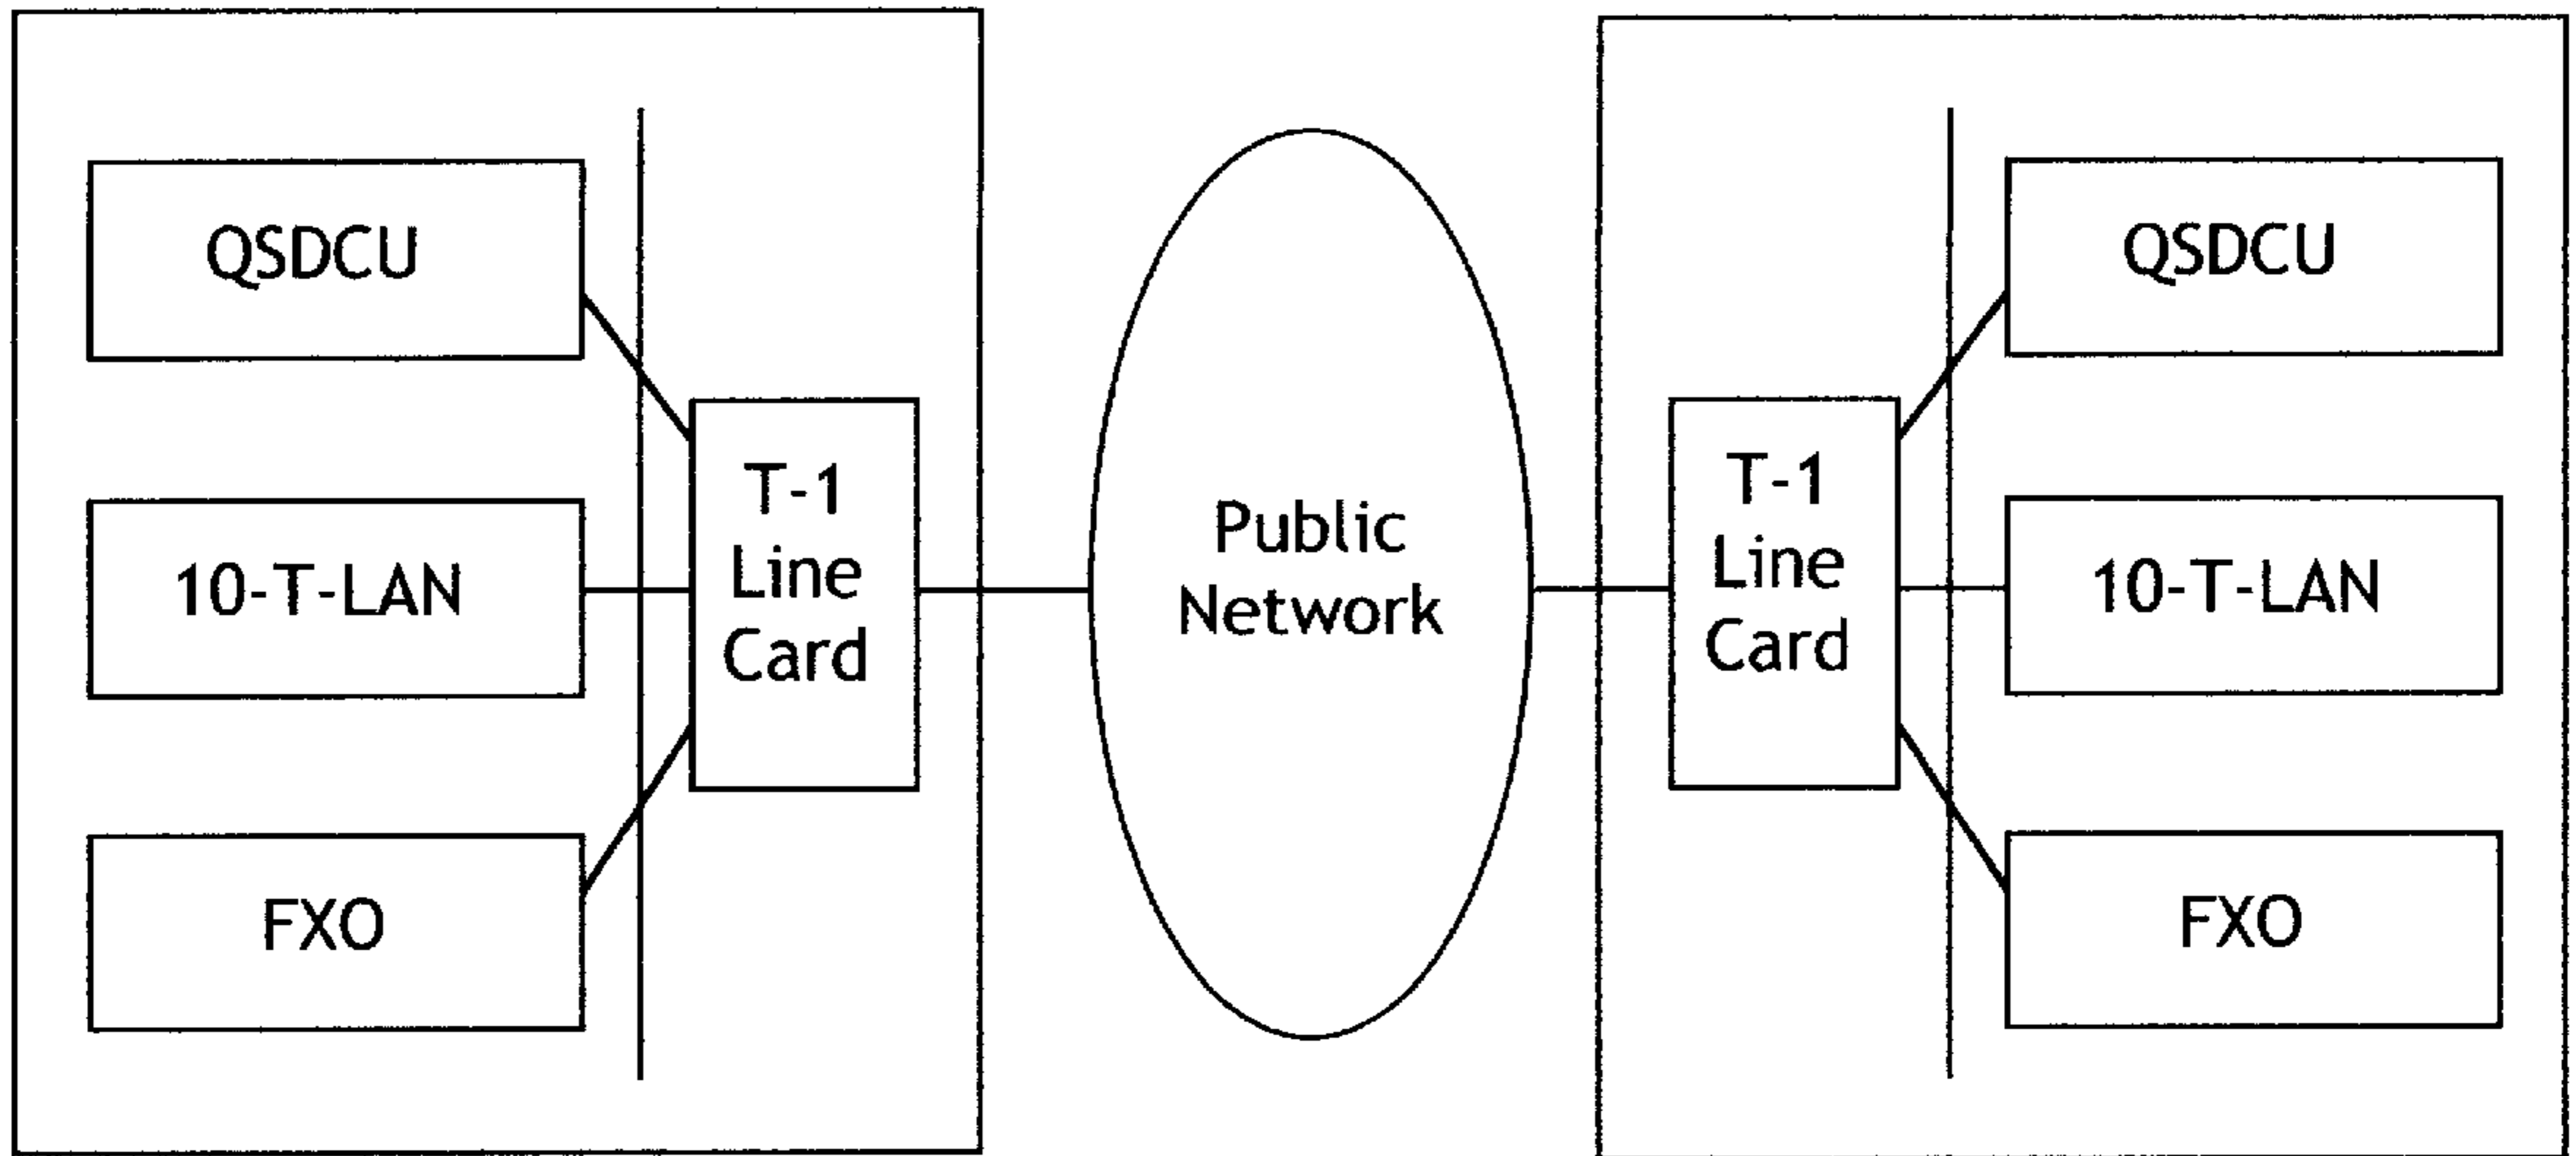 QSDCU
10-T-LAN
FXO
T-1
Line
Card
Public
Network
T-1
Line
Card
QSDCU
10-T-LAN
FXO